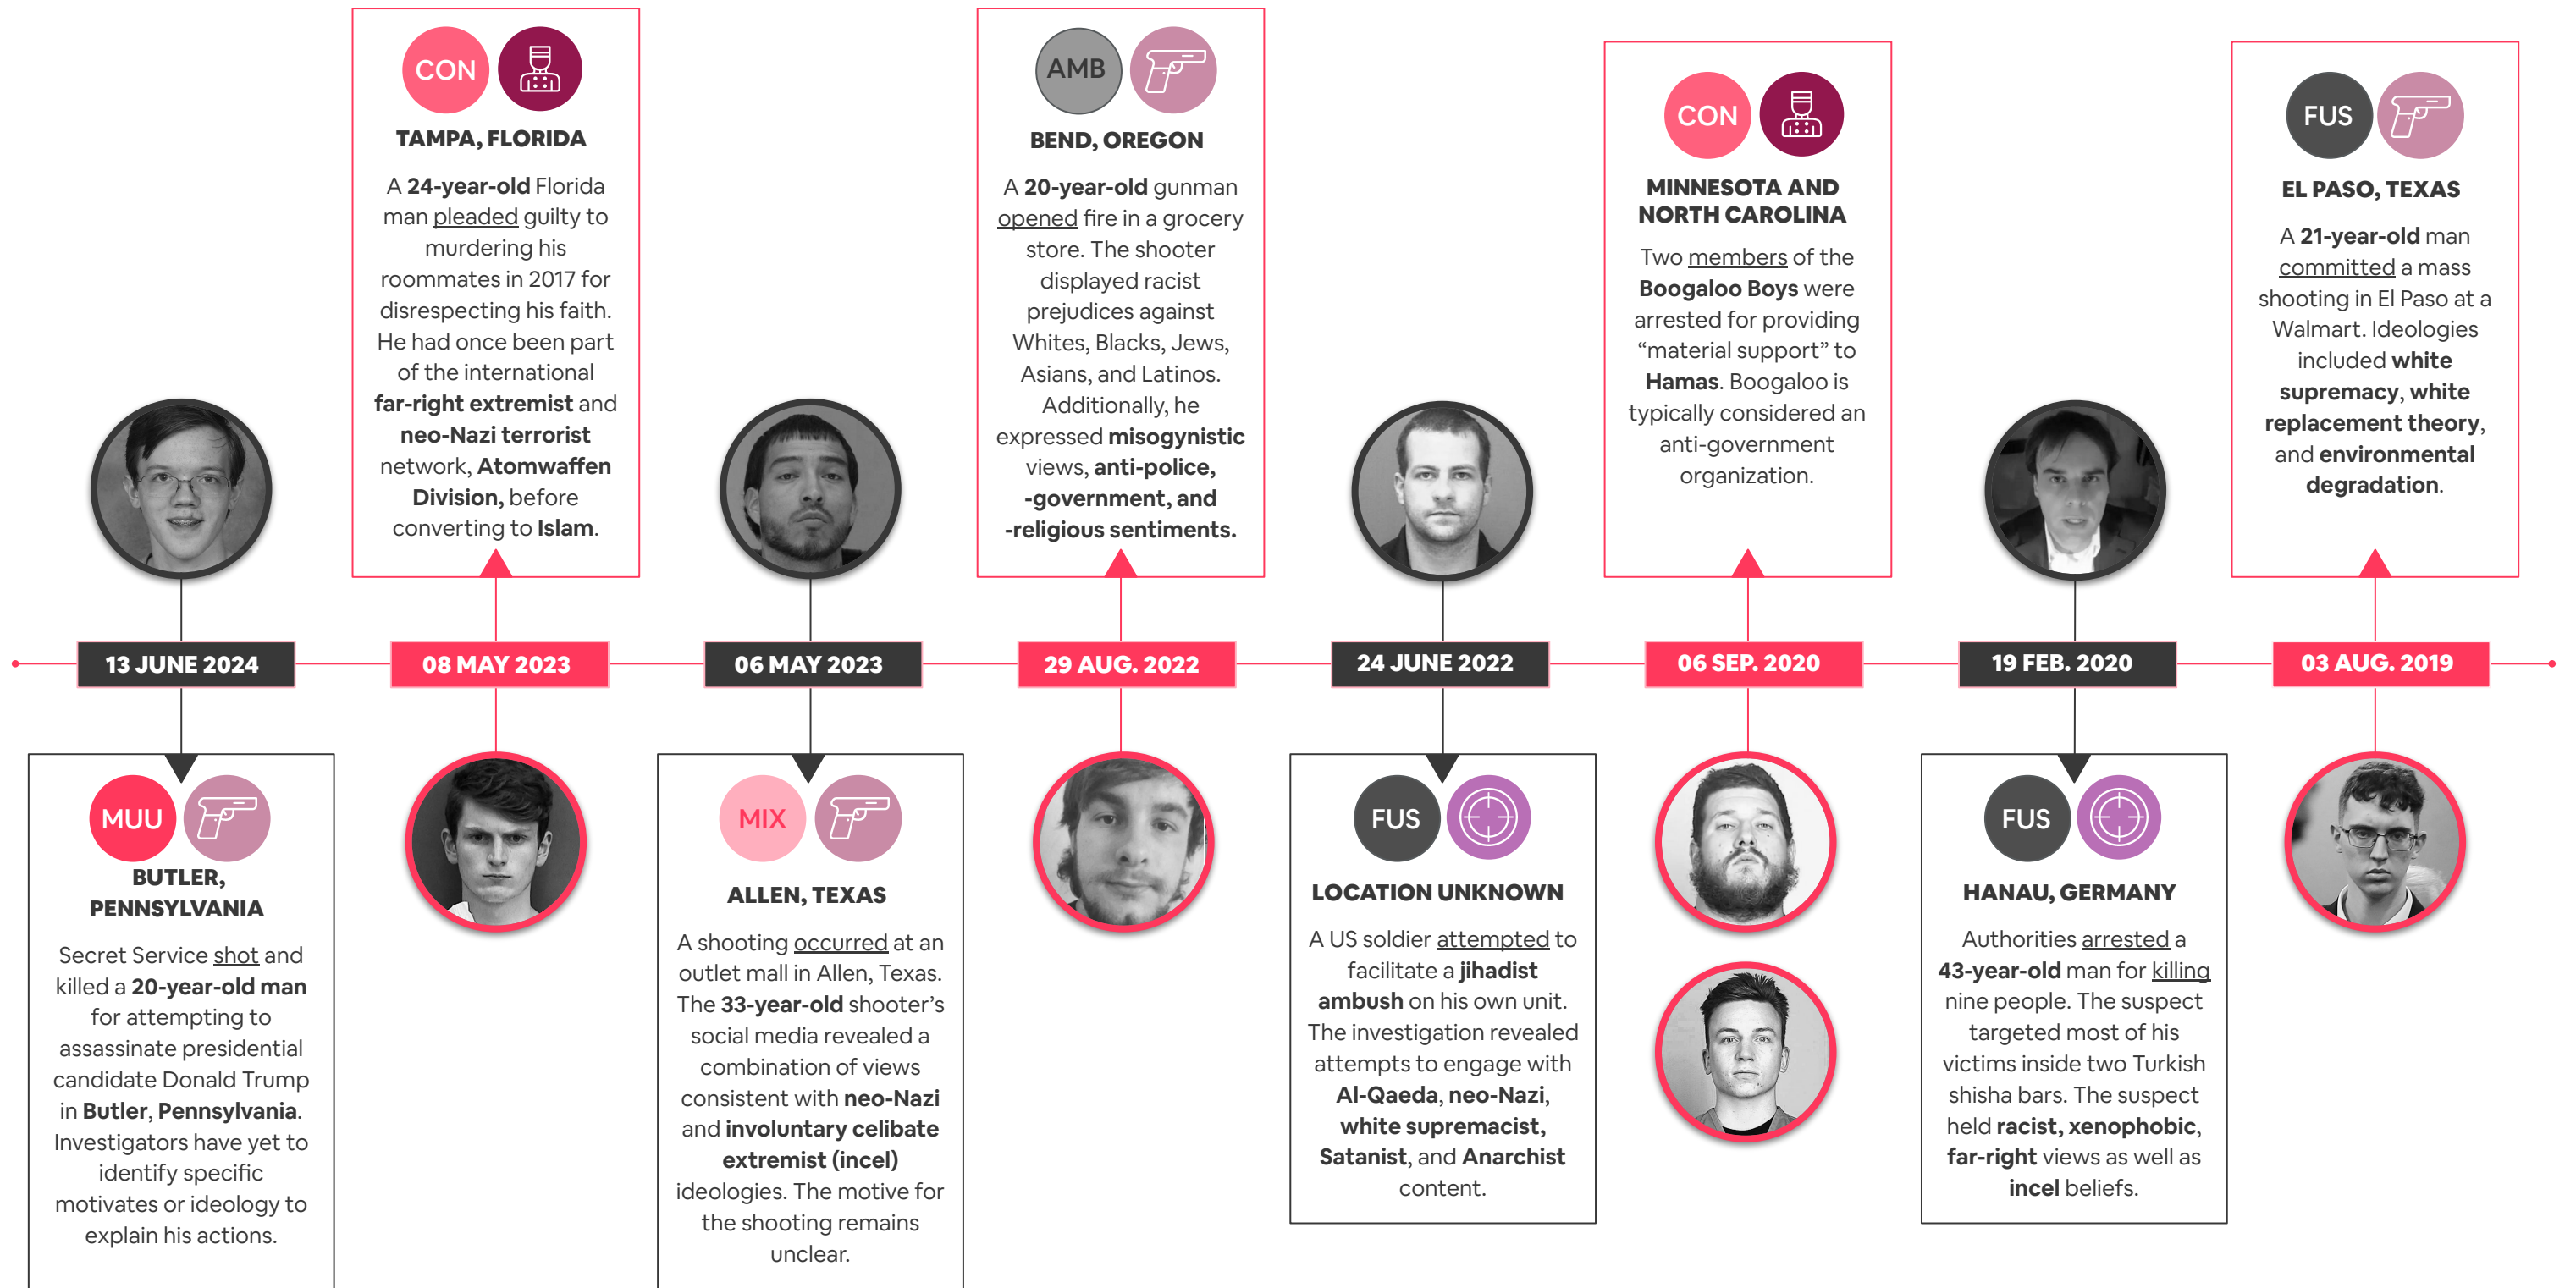 CON
TAMPA, FLORIDA
A 24-year-old Florida
man pleaded guilty to
murdering his
roommates in 2017 for
disrespecting his faith.
He had once been part
of the international
far-right extremist and
neo-Nazi terrorist
network, Atomwaffen
Division, before
converting to Islam.
AMB
BEND, OREGON
A 20-year-old gunman
opened fire in a grocery
store. The shooter
displayed racist
prejudices against
Whites, Blacks, Jews,
Asians, and Latinos.
Additionally, he
expressed misogynistic
views, anti-police,
-government, and
-religious sentiments.
CON
MINNESOTA AND
NORTH CAROLINA
Two members of the
Boogaloo Boys were
arrested for providing
“material support” to
Hamas. Boogaloo is
typically considered an
anti-government
organization.
FUS
EL PASO, TEXAS
A 21-year-old man
committed a mass
shooting in El Paso at a
Walmart. Ideologies
included white
supremacy, white
replacement theory,
and environmental
degradation.
13 JUNE 2024
08 MAY 2023
06 MAY 2023
29 AUG. 2022
24 JUNE 2022
06 SEP. 2020
19 FEB. 2020
03 AUG. 2019
MUU
BUTLER,
PENNSYLVANIA
Secret Service shot and
killed a 20-year-old man
for attempting to
assassinate presidential
candidate Donald Trump
in Butler, Pennsylvania.
Investigators have yet to
identify specific
motivates or ideology to
explain his actions.
MIX
ALLEN, TEXAS
A shooting occurred at an
outlet mall in Allen, Texas.
The 33-year-old shooter’s
social media revealed a
combination of views
consistent with neo-Nazi
and involuntary celibate
extremist (incel)
ideologies. The motive for
the shooting remains
unclear.
FUS
LOCATION UNKNOWN
A US soldier attempted to
facilitate a jihadist
ambush on his own unit.
The investigation revealed
attempts to engage with
Al-Qaeda, neo-Nazi,
white supremacist,
Satanist, and Anarchist
content.
FUS
HANAU, GERMANY
Authorities arrested a
43-year-old man for killing
nine people. The suspect
targeted most of his
victims inside two Turkish
shisha bars. The suspect
held racist, xenophobic,
far-right views as well as
incel beliefs.